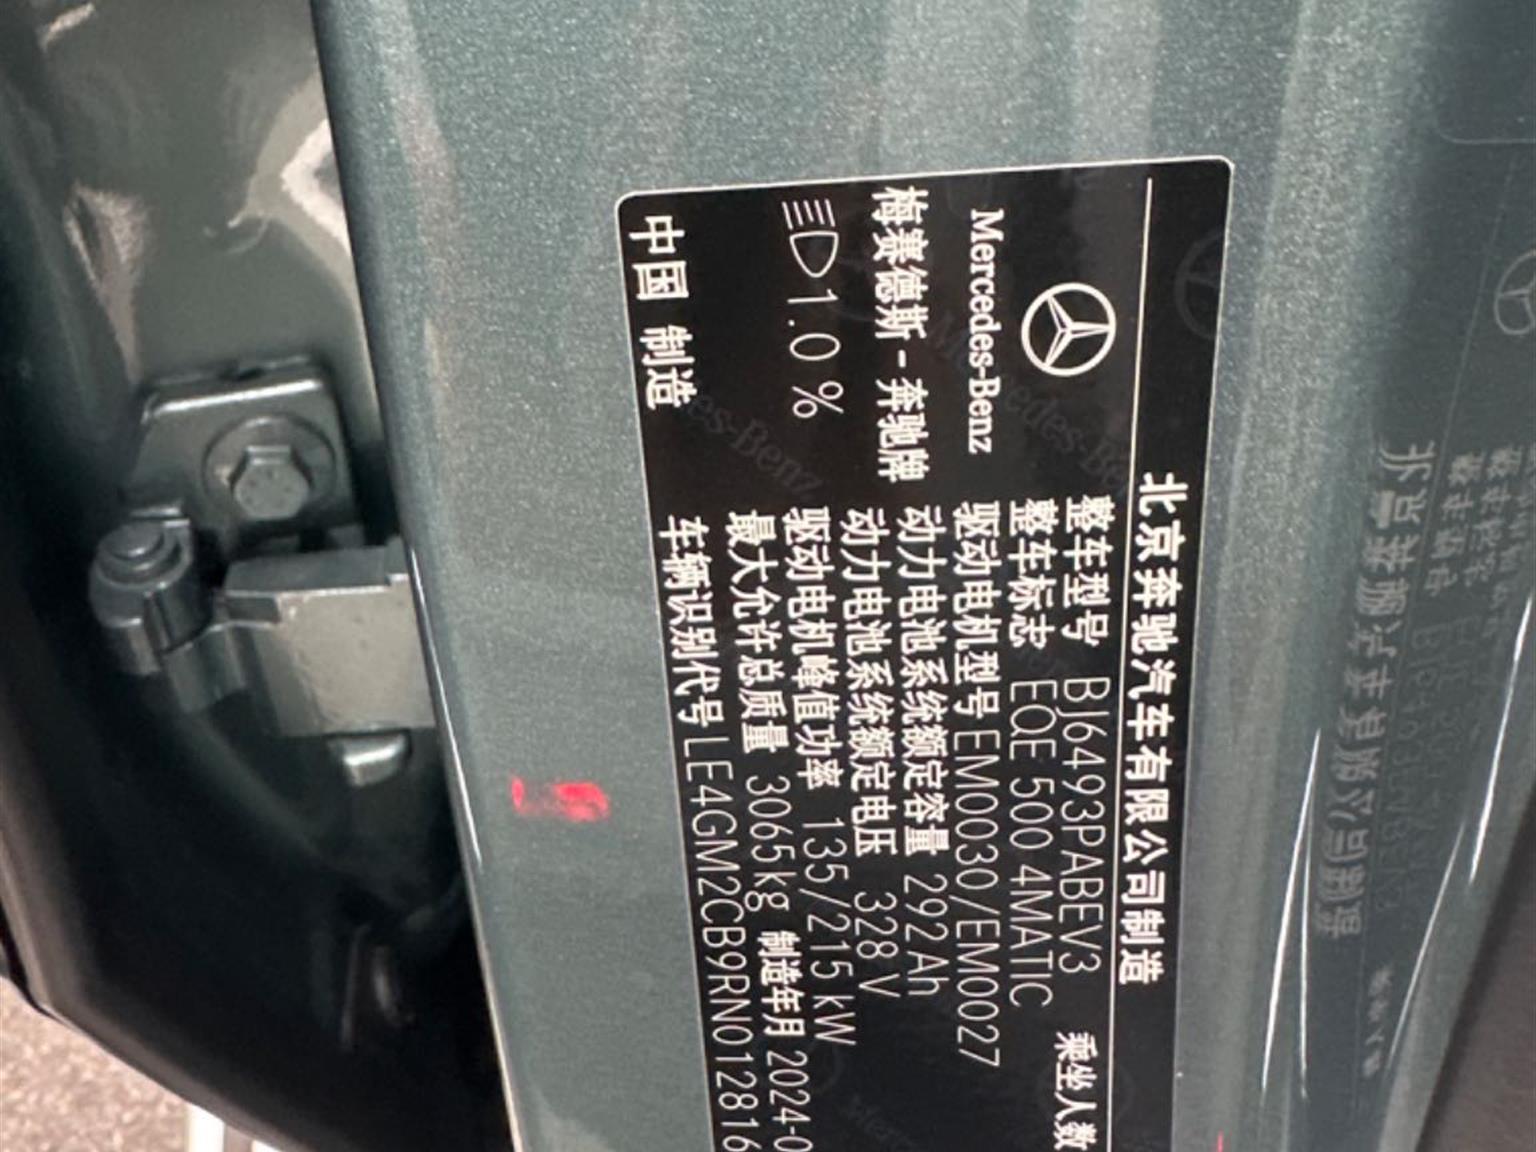 北京奔驰汽车有限公司制造
Mercedes-Benz
梅赛德斯-奔驰牌
1.0 %
中国 制造
整车型号 BJ6493PABEV3 乘坐人数
整车标志 EQE 500 4MATIC
驱动电机型号 EM0030/EM0027
动力电池系统额定容量 292Ah
动力电池系统额定电压 328 V
驱动电机峰值功率 135/215 kW
最大允许总质量 3065kg 制造年月 2024-0
车辆识别代号 LE4GM2CB9RN012816